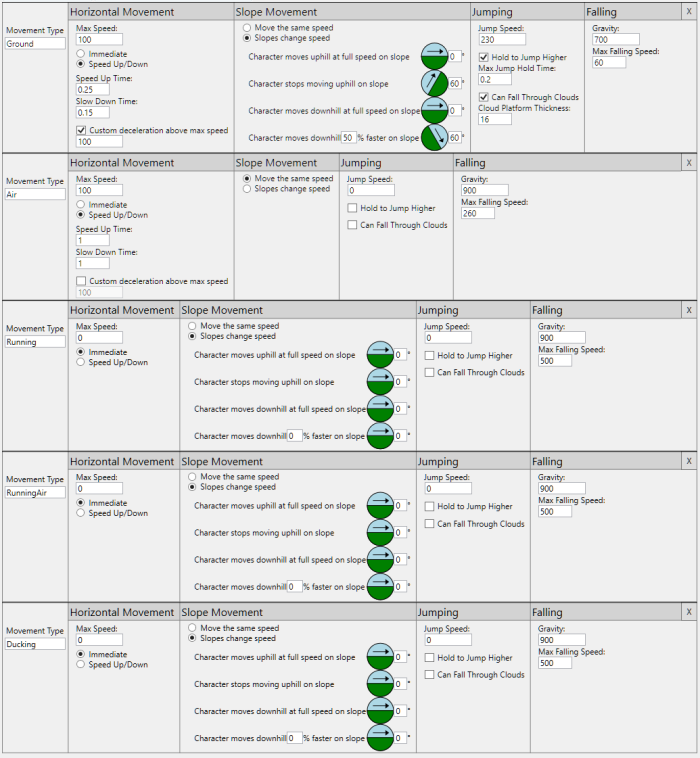 Horizontal Movement Slope Movement Jumping Falling X
Movement Type
Ground
Max Speed:
100
Immediate
Speed Up/Down
Speed Up Time:
0.25
Slow Down Time:
0.15
Custom deceleration above max speed
100
Move the same speed
Slopes change speed
Character moves uphill at full speed on slope 0 °
Character stops moving uphill on slope 60 °
Character moves downhill at full speed on slope 0 °
Character moves downhill 50 % faster on slope 60 °
Jump Speed:
230
Hold to Jump Higher
Max Jump Hold Time:
0.2
Can Fall Through Clouds
Cloud Platform Thickness:
16
Gravity:
700
Max Falling Speed:
60
Horizontal Movement Slope Movement Jumping Falling X
Movement Type
Air
Max Speed:
100
Immediate
Speed Up/Down
Speed Up Time:
1
Slow Down Time:
1
Custom deceleration above max speed
100
Move the same speed
Slopes change speed
Jump Speed:
0
Hold to Jump Higher
Can Fall Through Clouds
Gravity:
900
Max Falling Speed:
260
Horizontal Movement Slope Movement Jumping Falling X
Movement Type
Running
Max Speed:
0
Immediate
Speed Up/Down
Move the same speed
Slopes change speed
Character moves uphill at full speed on slope 0 °
Character stops moving uphill on slope 0 °
Character moves downhill at full speed on slope 0 °
Character moves downhill 0 % faster on slope 0 °
Jump Speed:
0
Hold to Jump Higher
Can Fall Through Clouds
Gravity:
900
Max Falling Speed:
500
Horizontal Movement Slope Movement Jumping Falling X
Movement Type
RunningAir
Max Speed:
0
Immediate
Speed Up/Down
Move the same speed
Slopes change speed
Character moves uphill at full speed on slope 0 °
Character stops moving uphill on slope 0 °
Character moves downhill at full speed on slope 0 °
Character moves downhill 0 % faster on slope 0 °
Jump Speed:
0
Hold to Jump Higher
Can Fall Through Clouds
Gravity:
900
Max Falling Speed:
500
Horizontal Movement Slope Movement Jumping Falling X
Movement Type
Ducking
Max Speed:
0
Immediate
Speed Up/Down
Move the same speed
Slopes change speed
Character moves uphill at full speed on slope 0 °
Character stops moving uphill on slope 0 °
Character moves downhill at full speed on slope 0 °
Character moves downhill 0 % faster on slope 0 °
Jump Speed:
0
Hold to Jump Higher
Can Fall Through Clouds
Gravity:
900
Max Falling Speed:
500